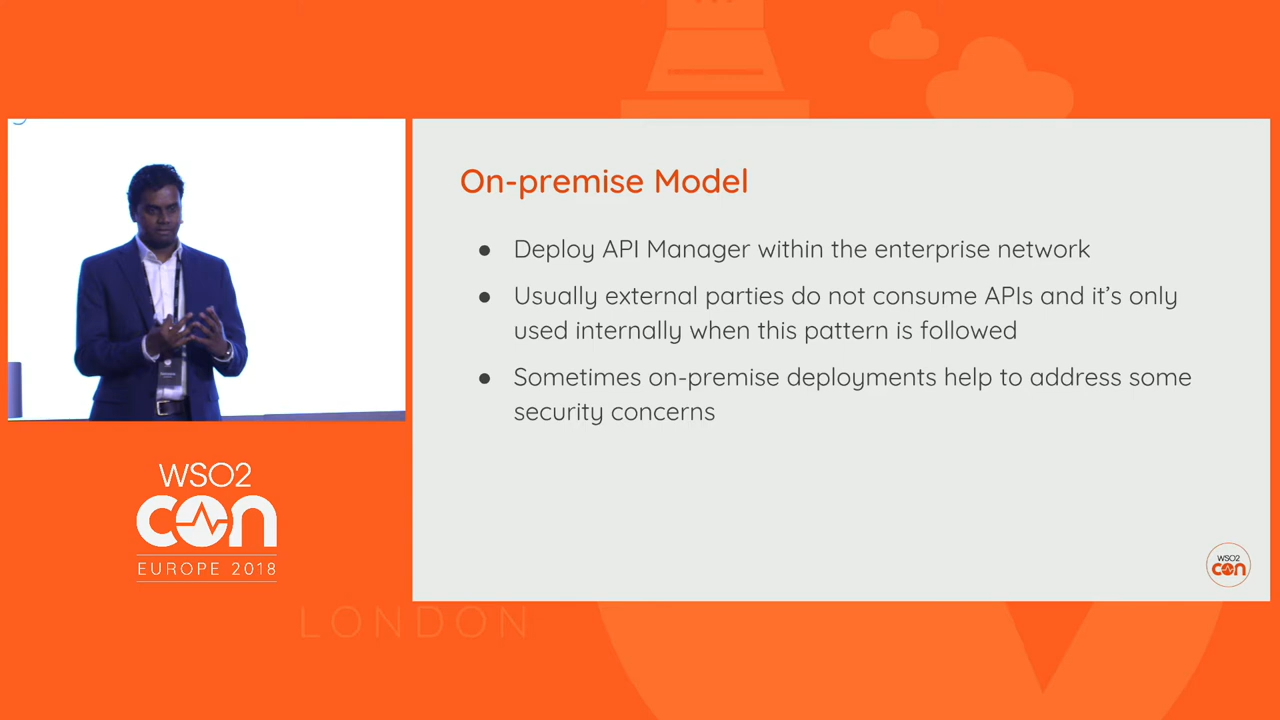 On-premise Model
● Deploy API Manager within the enterprise network
● Usually external parties do not consume APIs and it's only
used internally when this pattern is followed
● Sometimes on-premise deployments help to address some
security concerns
WSO2
CON
EUROPE 2018
LONDON
WSO2
CON